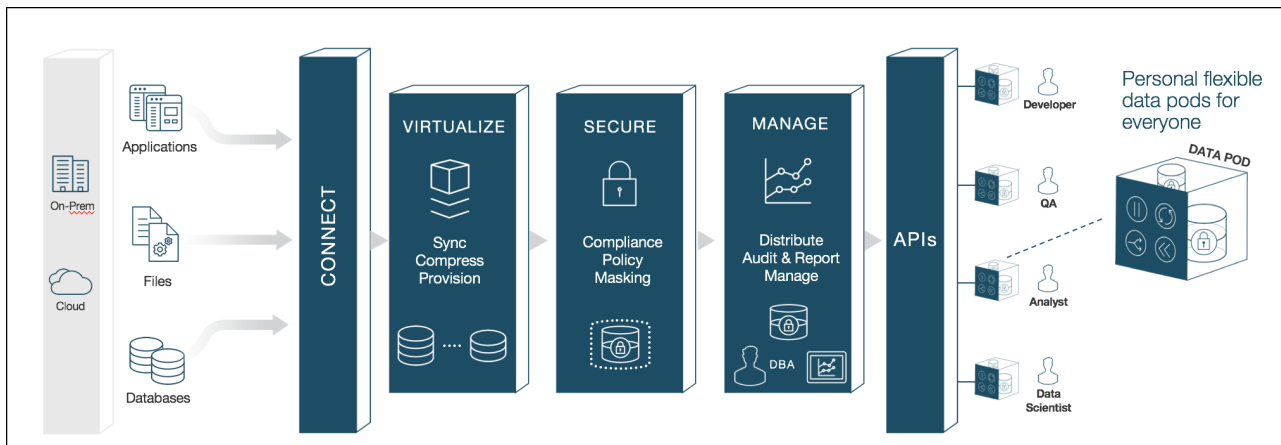 On-Prem
Cloud
Applications
Files
Databases
CONNECT
VIRTUALIZE
Sync
Compress
Provision
SECURE
Compliance
Policy
Masking
MANAGE
Distribute
Audit & Report
Manage
DBA
APIs
Developer
QA
Analyst
Data
Scientist
Personal flexible
data pods for
everyone
DATA POD